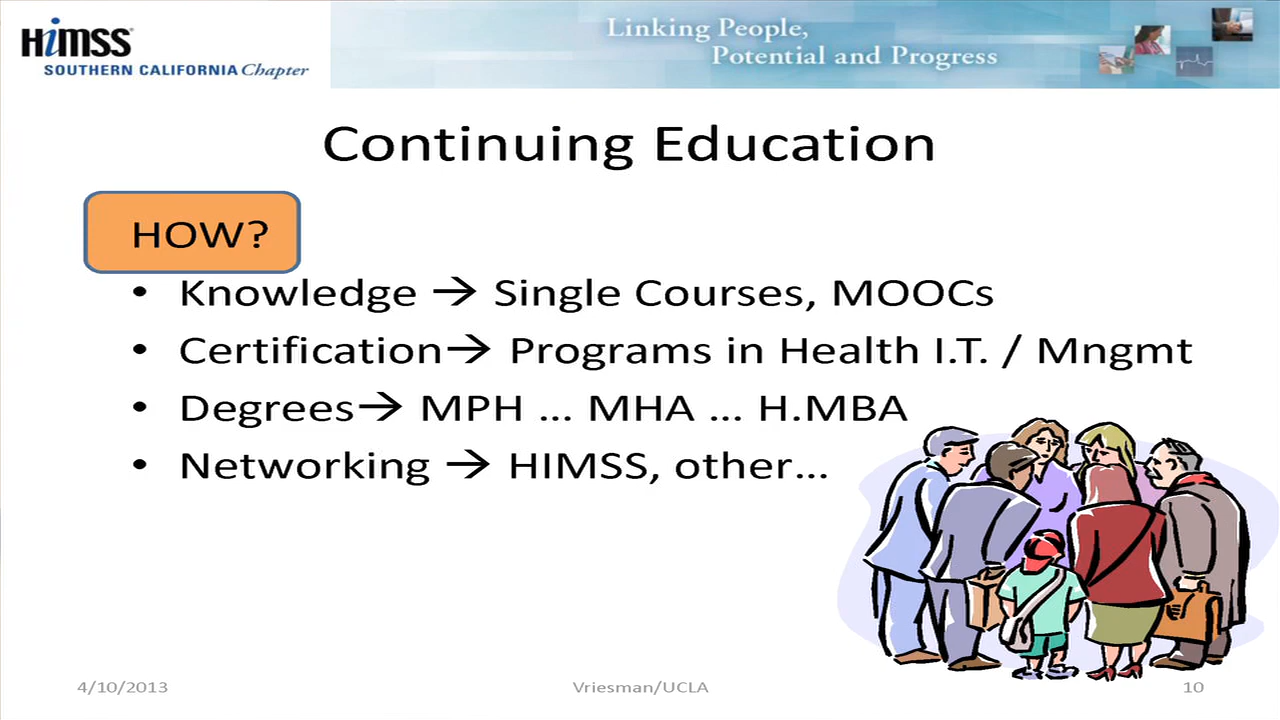 HiMSS
SOUTHERN CALIFORNIA Chapter
Linking People,
Potential and Progress
Continuing Education
HOW?
• Knowledge → Single Courses, MOOCs
• Certification→ Programs in Health I.T. / Mngmt
• Degrees→ MPH ... MHA ... H.MBA
• Networking → HIMSS, other...
4/10/2013
Vriesman/UCLA
10